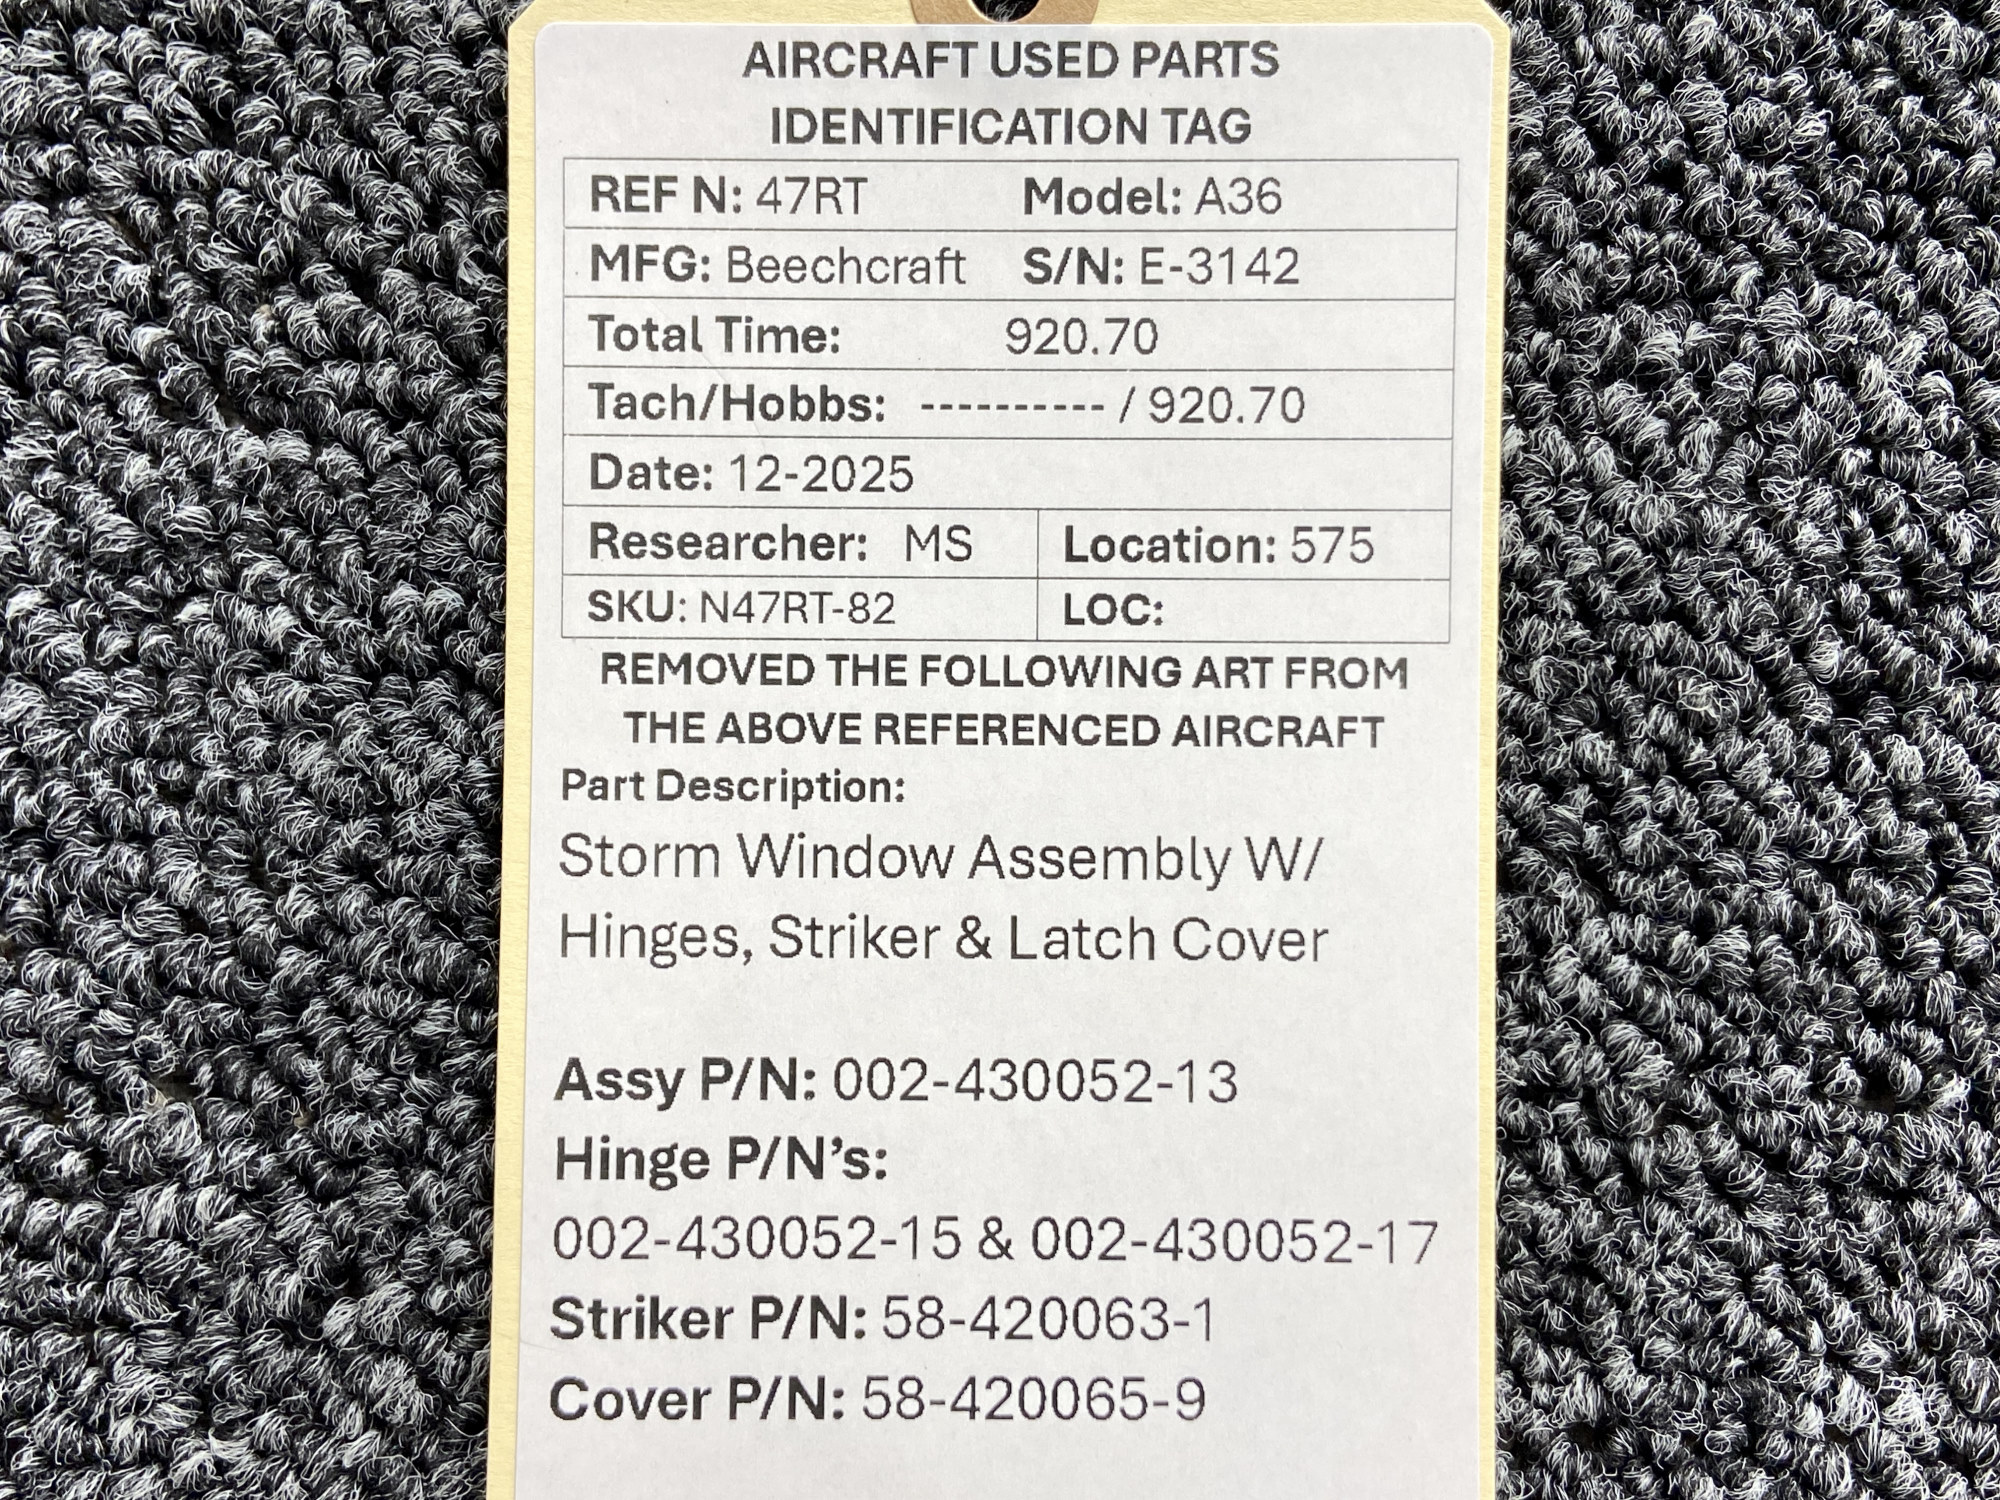 AIRCRAFT USED PARTS
IDENTIFICATION TAG
REF N: 47RT Model: A36
MFG: Beechcraft S/N: E-3142
Total Time: 920.70
Tach/Hobbs: ---------- / 920.70
Date: 12-2025
Researcher: MS Location: 575
SKU: N47RT-82 LOC:
REMOVED THE FOLLOWING ART FROM
THE ABOVE REFERENCED AIRCRAFT
Part Description:
Storm Window Assembly W/
Hinges, Striker & Latch Cover
Assy P/N: 002-430052-13
Hinge P/N’s:
002-430052-15 & 002-430052-17
Striker P/N: 58-420063-1
Cover P/N: 58-420065-9